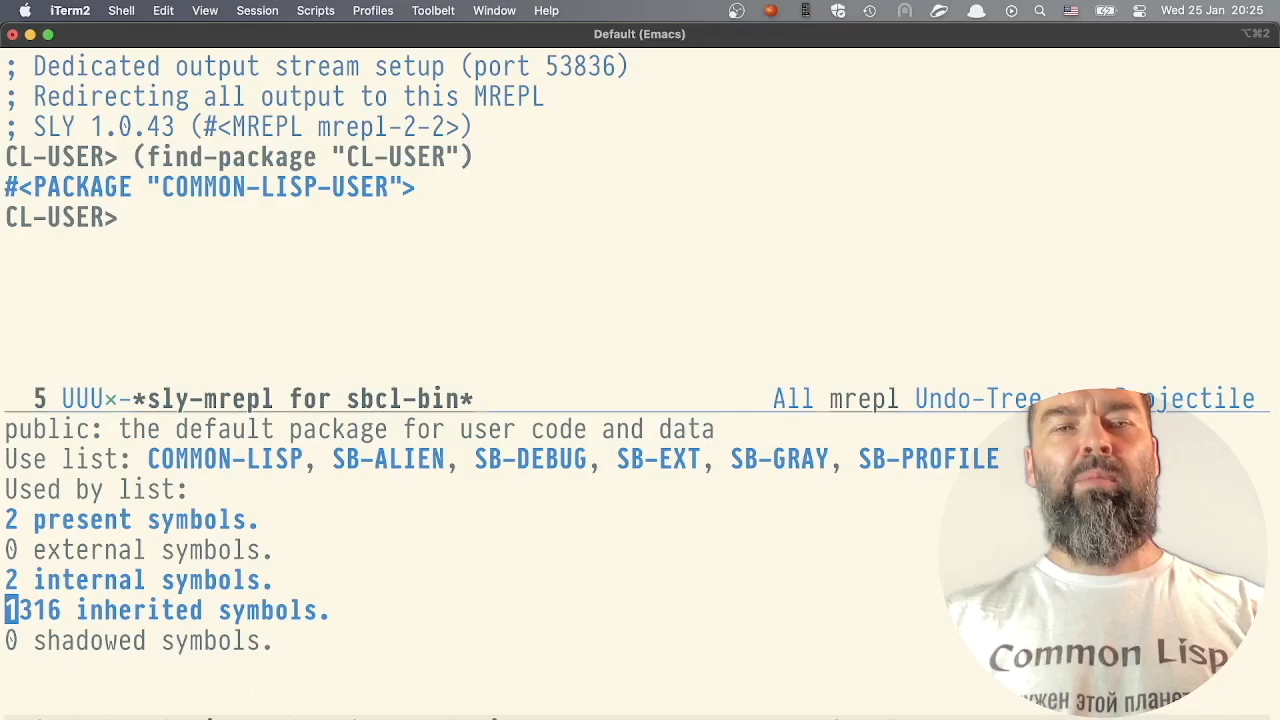 iTerm2 Shell Edit View Session Scripts Profiles Toolbelt Window Help Wed 25 Jan 20:25
Default (Emacs) ⌥⌘2
; Dedicated output stream setup (port 53836)
; Redirecting all output to this MREPL
; SLY 1.0.43 (#<MREPL mrepl-2-2>)
CL-USER> (find-package "CL-USER")
#<PACKAGE "COMMON-LISP-USER">
CL-USER>
5 UUU×-*sly-mrepl for sbcl-bin* All mrepl Undo-Tree
public: the default package for user code and data
Use list: COMMON-LISP, SB-ALIEN, SB-DEBUG, SB-EXT, SB-GRAY, SB-PROFILE
Used by list:
2 present symbols.
0 external symbols.
2 internal symbols.
1316 inherited symbols.
0 shadowed symbols.
Common Lisp
этой